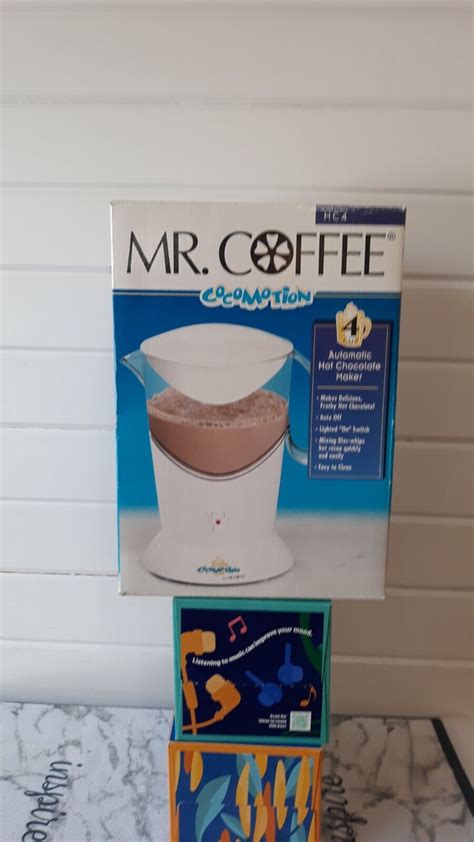 HC4
MR. COFFEE®
COCOMOTION
4
CUP
Automatic
Hot Chocolate
Maker
• Makes Delicious,
Frothy Hot Chocolate!
• Auto Off
• Lighted "On" Switch
• Mixing Disc-whips
hot cocoa quickly
and easily
• Easy to Clean
COCOMOTION
Listening to music can improve your mood.
inspire
inspire